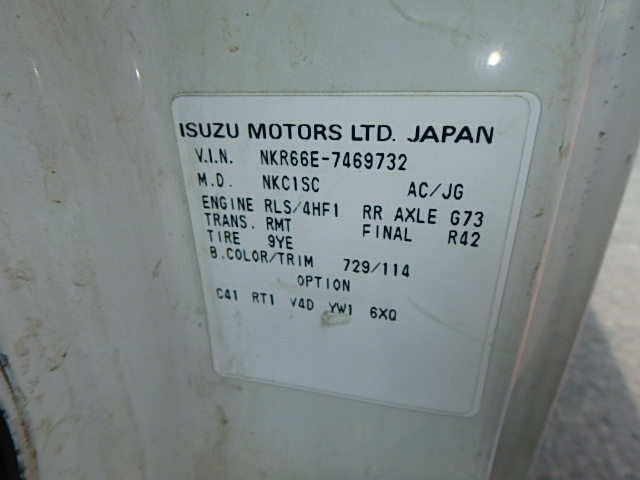 ISUZU MOTORS LTD. JAPAN
V.I.N. NKR66E-7469732
M.D. NKC1SC AC/JG
ENGINE RLS/4HF1 RR AXLE G73
TRANS. RMT FINAL R42
TIRE 9YE
B.COLOR/TRIM 729/114
OPTION
C41 RT1 V4D YW1 6XQ